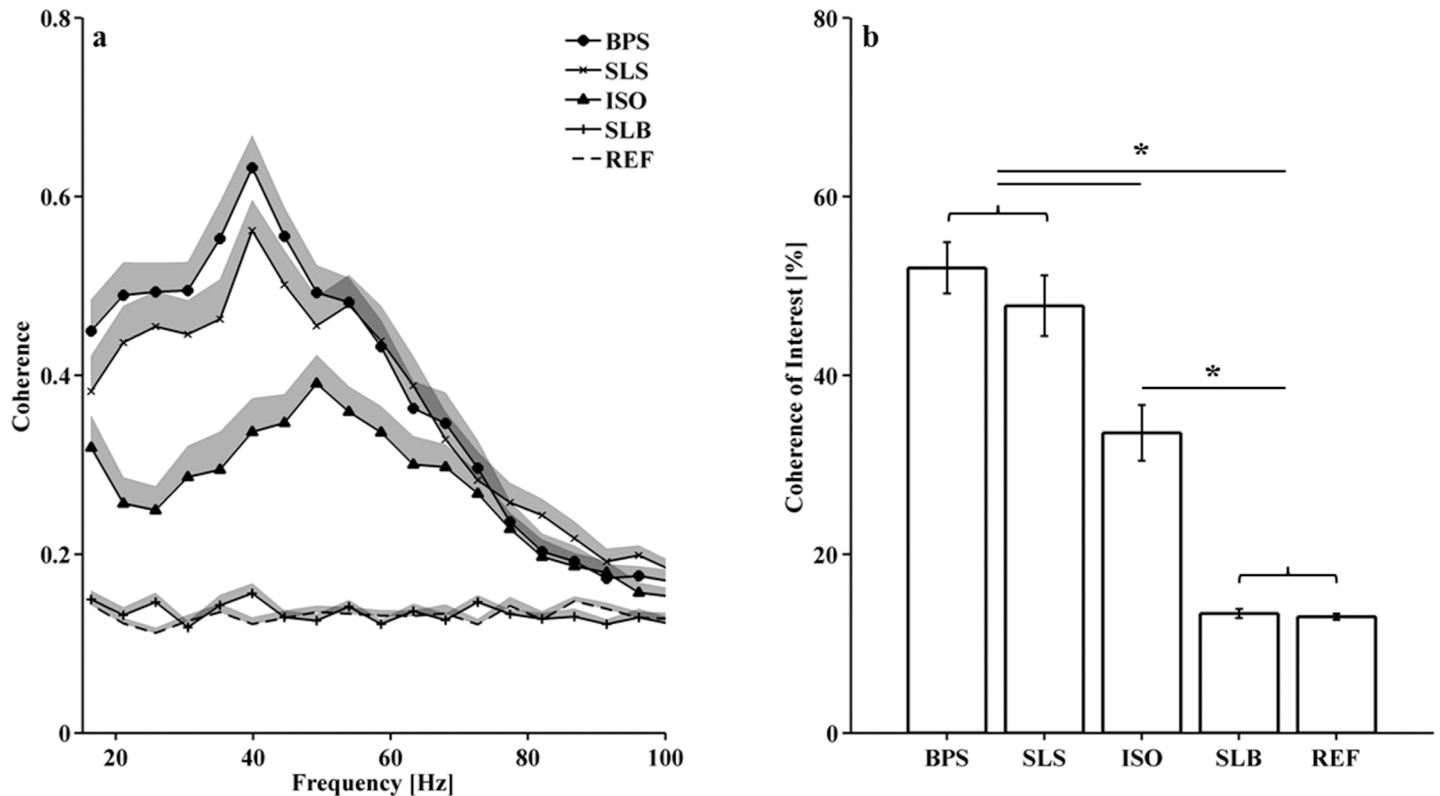 a
BPS
SLS
ISO
SLB
REF
0.8
0.6
0.4
0.2
0
Coherence
20 40 60 80 100
Frequency [Hz]
b
80
60
40
20
0
Coherence of Interest [%]
*
*
BPS SLS ISO SLB REF